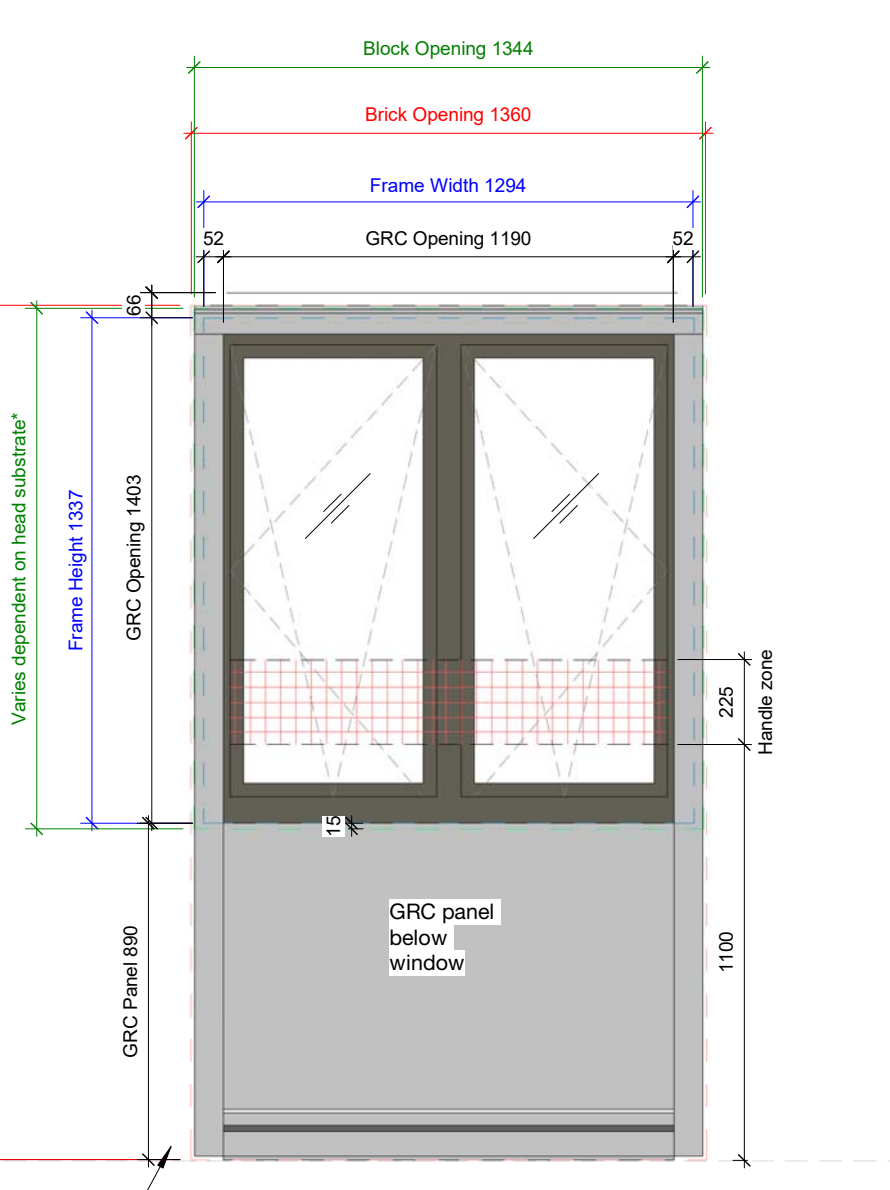 Block Opening 1344
Brick Opening 1360
Frame Width 1294
52
GRC Opening 1190
52
66
Varies dependent on head substrate*
Frame Height 1337
GRC Opening 1403
225
Handle zone
15
GRC panel
below
window
GRC Panel 890
1100